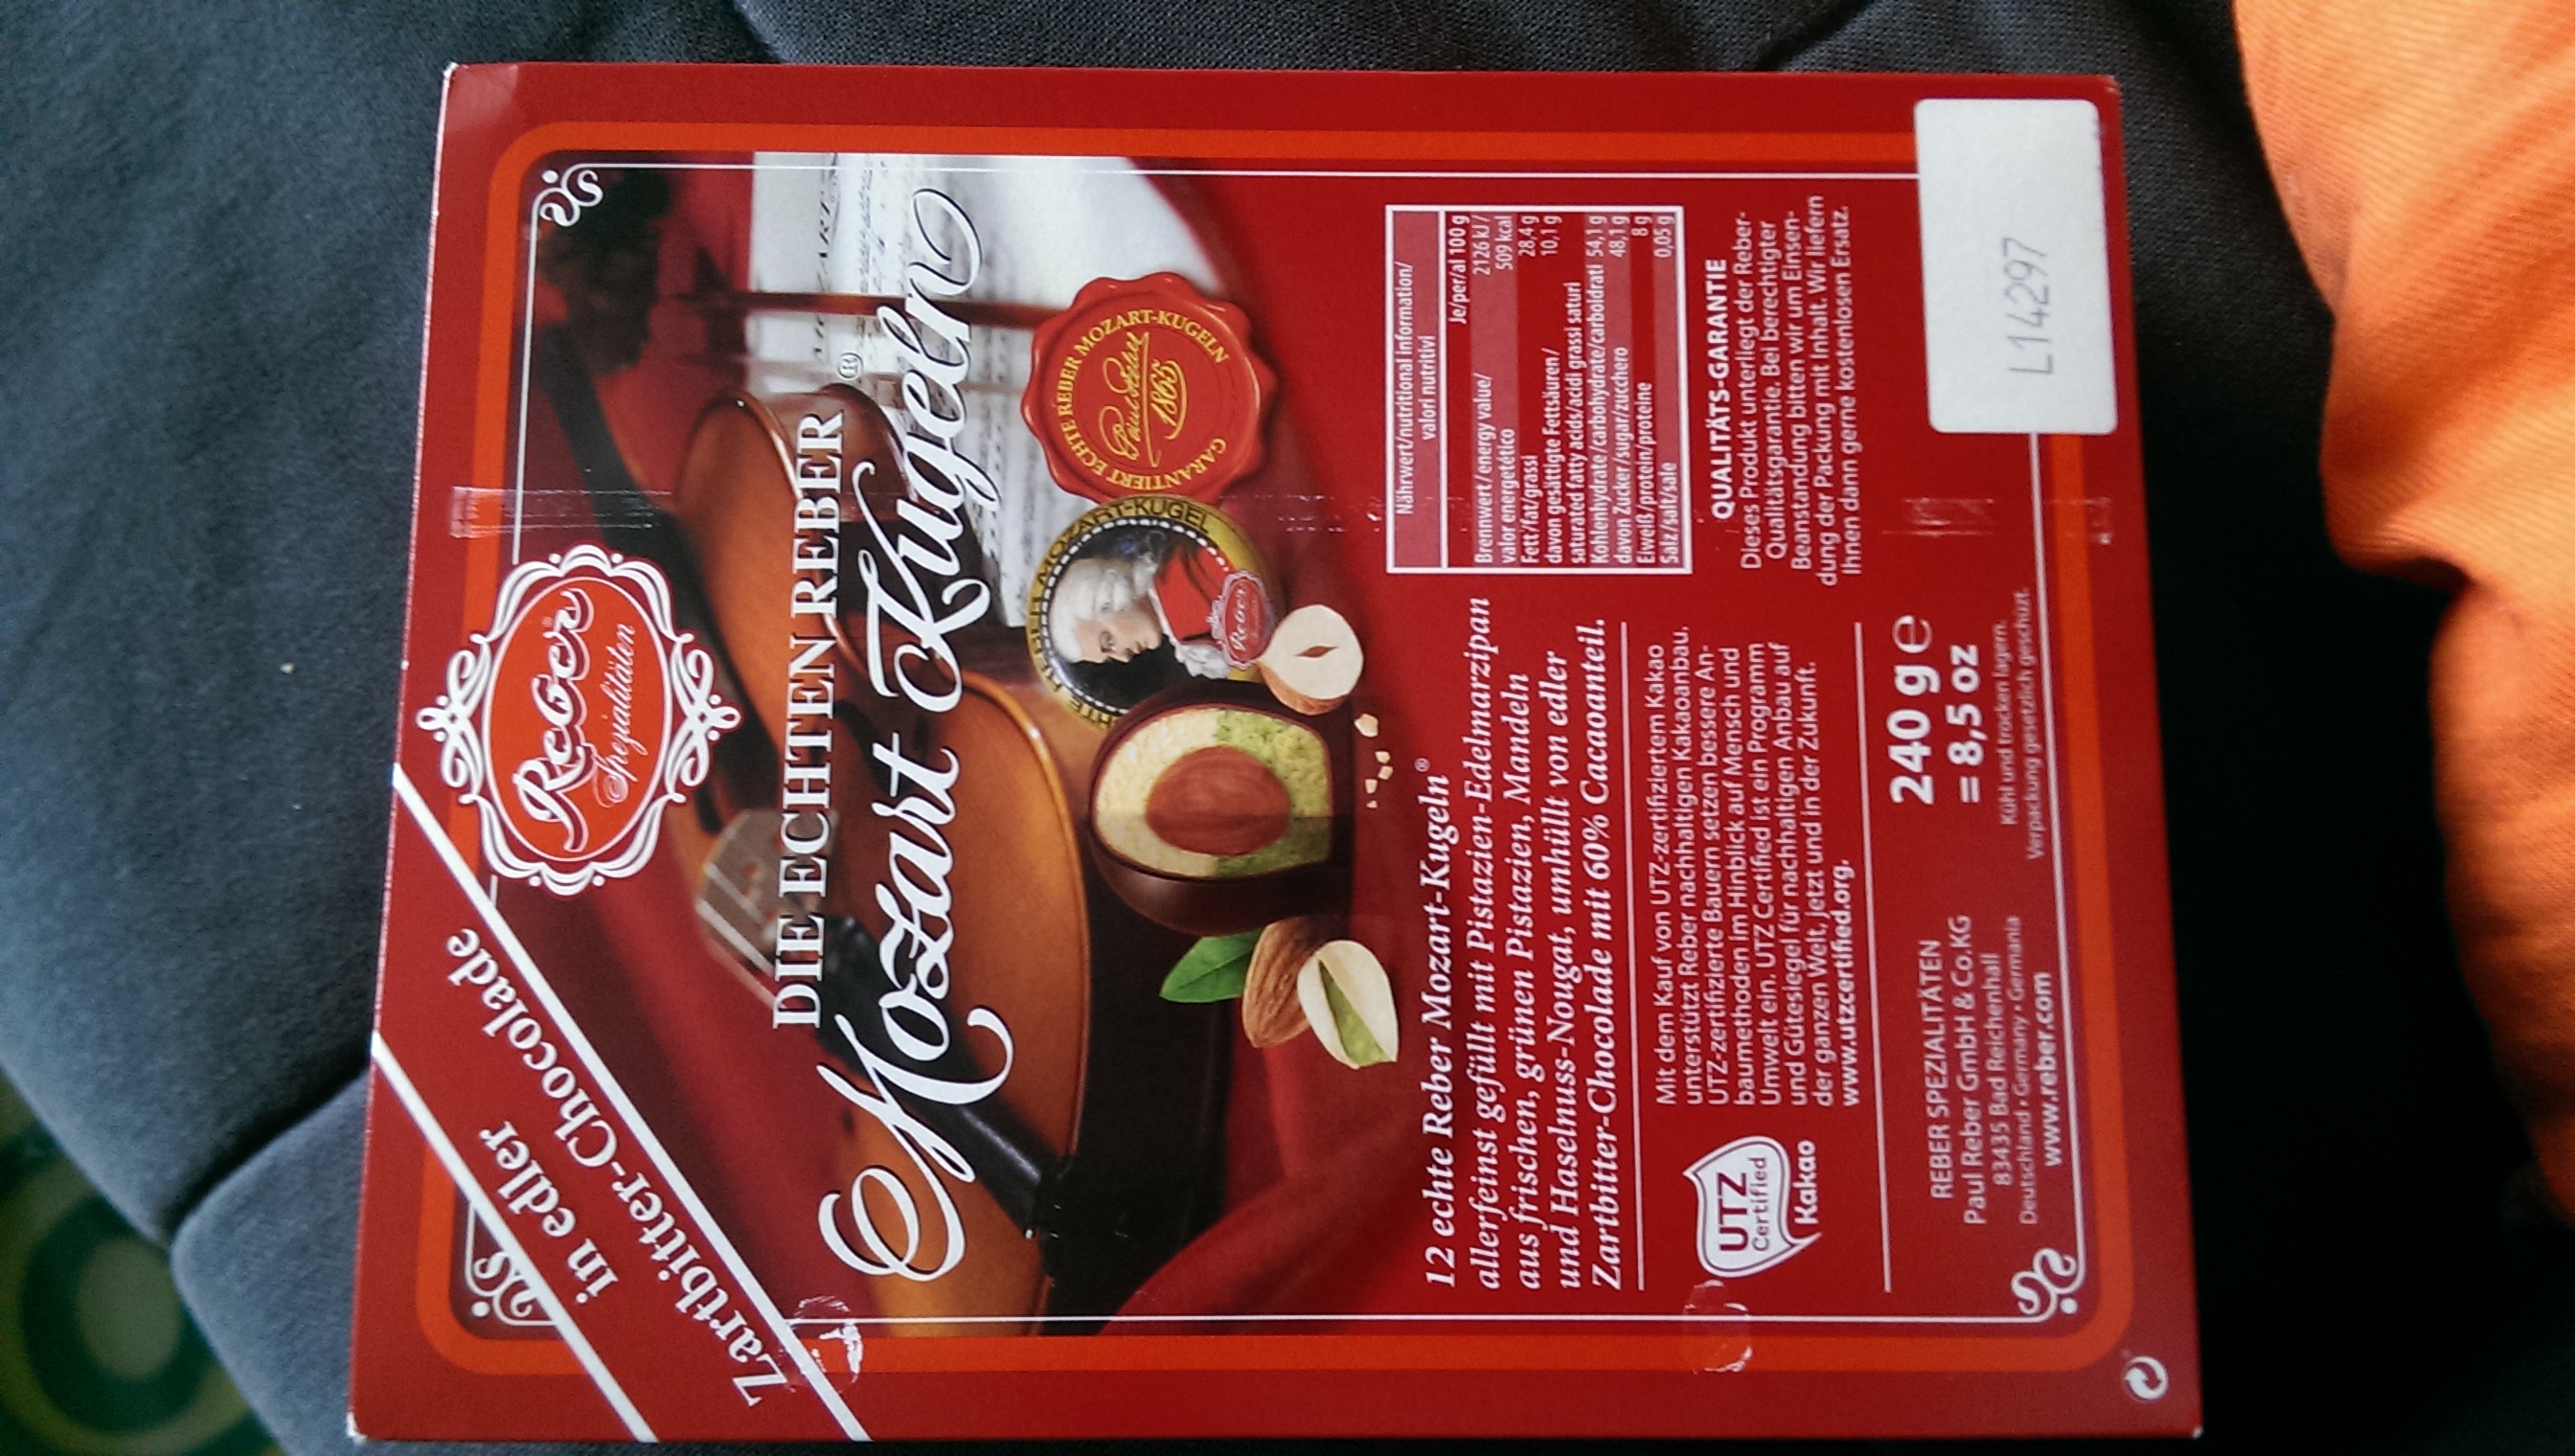 in edler
Zartbitter-Chocolade
Reber
Spezialitäten
DIE ECHTEN REBER
Mozart Kugeln®
ECHTE REBER MOZART-KUGEL
Reber
GARANTIERT ECHTE REBER MOZART-KUGELN
Paul Reber
1865
12 echte Reber Mozart-Kugeln®
allerfeinst gefüllt mit Pistazien-Edelmarzipan
aus frischen, grünen Pistazien, Mandeln
und Haselnuss-Nougat, umhüllt von edler
Zartbitter-Chocolade mit 60% Cacaoanteil.
UTZ
Certified
Kakao
Mit dem Kauf von UTZ-zertifiziertem Kakao
unterstützt Reber nachhaltigen Kakaoanbau.
UTZ-zertifizierte Bauern setzen bessere An-
baumethoden im Hinblick auf Mensch und
Umwelt ein. UTZ Certified ist ein Programm
und Gütesiegel für nachhaltigen Anbau auf
der ganzen Welt, jetzt und in der Zukunft.
www.utzcertified.org.
REBER SPEZIALITÄTEN
Paul Reber GmbH & Co.KG
83435 Bad Reichenhall
Deutschland • Germany • Germania
www.reber.com
240 g e
= 8,5 oz
Kühl und trocken lagern.
Verpackung gesetzlich geschützt.
Nährwert/nutritional information/
valori nutritivi
Je/per/al 100 g
Brennwert/energy value/ 2126 kJ/
valor energetético 509 kcal
Fett/fat/grassi 28,4 g
davon gesättigte Fettsäuren/ 10,1 g
saturated fatty acids/acidi grassi saturi
Kohlenhydrate/carbohydrate/carboidrati 54,1 g
davon Zucker/sugar/zucchero 48,1 g
Eiweiß/protein/proteine 8 g
Salz/salt/sale 0,05 g
QUALITÄTS-GARANTIE
Dieses Produkt unterliegt der Reber-
Qualitätsgarantie. Bei berechtigter
Beanstandung bitten wir um Einsen-
dung der Packung mit Inhalt. Wir liefern
Ihnen dann gerne kostenlosen Ersatz.
L14297